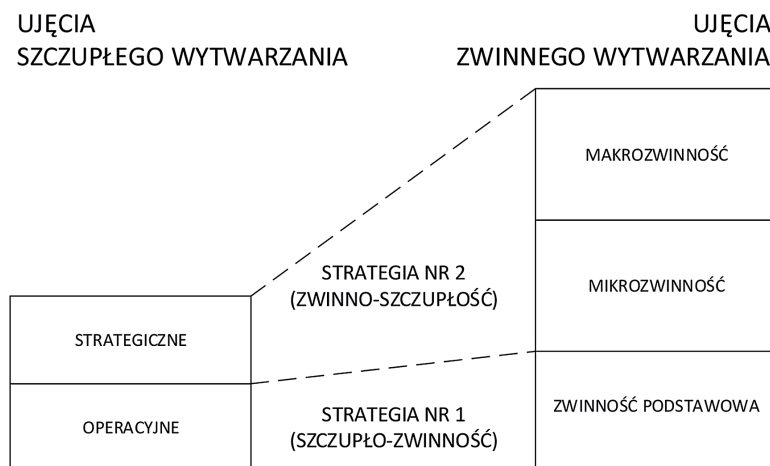 UJĘCIA
SZCZUPŁEGO WYTWARZANIA
UJĘCIA
ZWINNEGO WYTWARZANIA
MAKROZWINNOŚĆ
STRATEGIA NR 2
(ZWINNO-SZCZUPŁOŚĆ)
MIKROZWINNOŚĆ
STRATEGICZNE
ZWINNOŚĆ PODSTAWOWA
OPERACYJNE
STRATEGIA NR 1
(SZCZUPŁO-ZWINNOŚĆ)